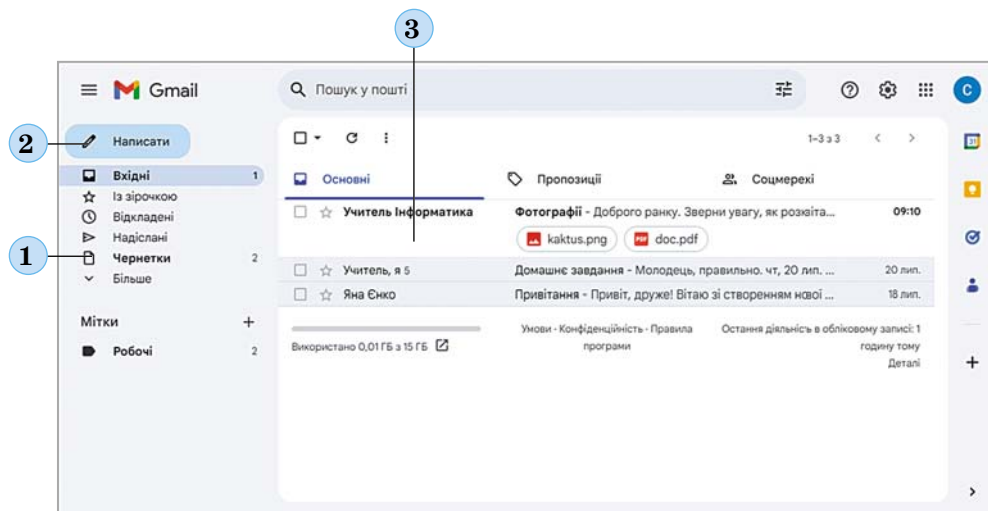 3
Gmail
Пошук у пошті
C
2
Написати
1–3 з 3
31
Вхідні 1
Основні
Пропозиції
Соцмережі
Із зірочкою
Відкладені
Надіслані
1
Чернетки 2
Більше
Учитель Інформатика Фотографії - Доброго ранку. Зверни увагу, як розквіта... 09:10
kaktus.png
PDF doc.pdf
Учитель, я 5 Домашнє завдання - Молодець, правильно. чт, 20 лип. ... 20 лип.
Яна Єнко Привітання - Привіт, друже! Вітаю зі створенням нової ... 18 лип.
Мітки +
Робочі 2
Використано 0,01 ГБ з 15 ГБ
Умови · Конфіденційність · Правила
програми
Остання діяльність в обліковому записі: 1
годину тому
Деталі